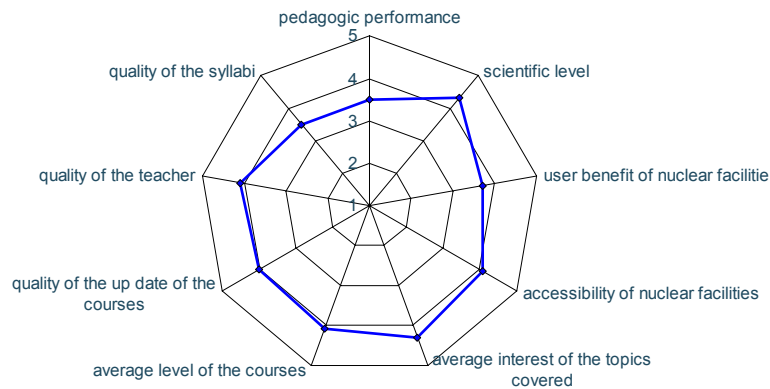 pedagogic performance
5
quality of the syllabi
scientific level
4
3
quality of the teacher
2
user benefit of nuclear facilitie
1
quality of the up date of the
courses
accessibility of nuclear facilities
average level of the courses
average interest of the topics
covered